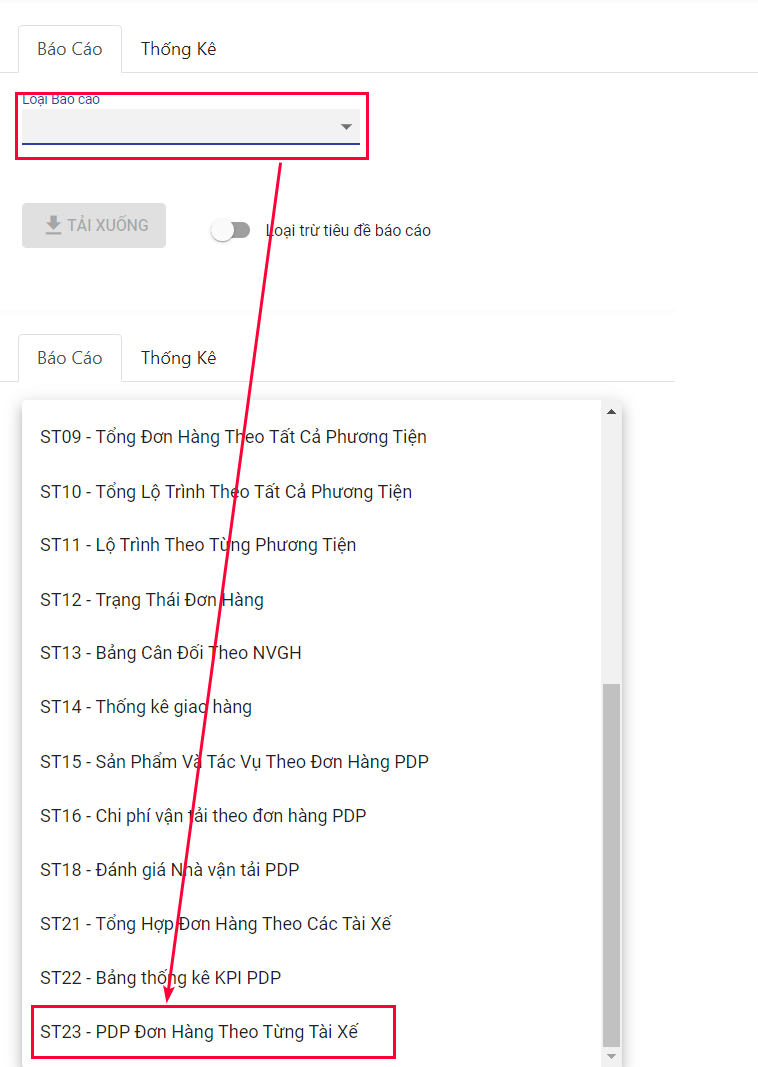 Báo Cáo Thống Kê
Loại Báo cáo
TẢI XUỐNG Loại trừ tiêu đề báo cáo
Báo Cáo Thống Kê
ST09 - Tổng Đơn Hàng Theo Tất Cả Phương Tiện
ST10 - Tổng Lộ Trình Theo Tất Cả Phương Tiện
ST11 - Lộ Trình Theo Từng Phương Tiện
ST12 - Trạng Thái Đơn Hàng
ST13 - Bảng Cân Đối Theo NVGH
ST14 - Thống kê giao hàng
ST15 - Sản Phẩm Và Tác Vụ Theo Đơn Hàng PDP
ST16 - Chi phí vận tải theo đơn hàng PDP
ST18 - Đánh giá Nhà vận tải PDP
ST21 - Tổng Hợp Đơn Hàng Theo Các Tài Xế
ST22 - Bảng thống kê KPI PDP
ST23 - PDP Đơn Hàng Theo Từng Tài Xế